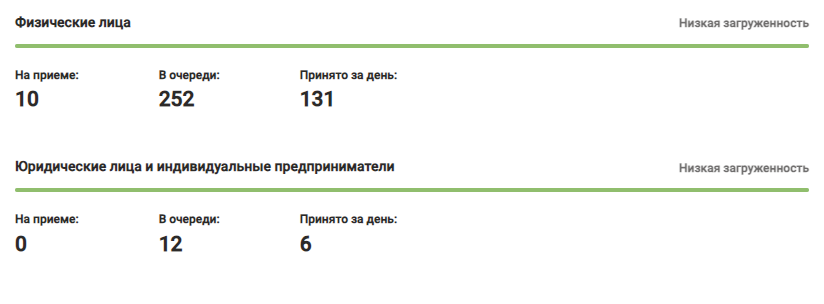 Физические лица Низкая загруженность
На приеме: В очереди: Принято за день:
10 252 131
Юридические лица и индивидуальные предприниматели Низкая загруженность
На приеме: В очереди: Принято за день:
0 12 6